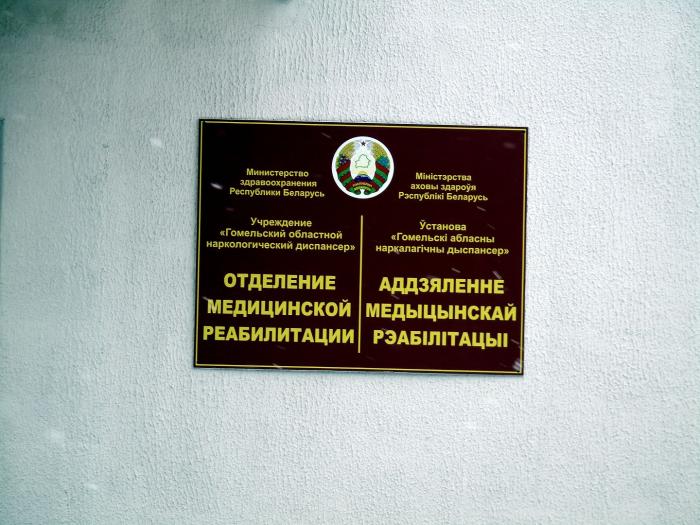 Министерство
здравоохранения
Республики Беларусь
Учреждение
«Гомельский областной
наркологический диспансер»
ОТДЕЛЕНИЕ
МЕДИЦИНСКОЙ
РЕАБИЛИТАЦИИ
Міністэрства
аховы здароўя
Рэспублікі Беларусь
Ўстанова
«Гомельскі абласны
наркалагічны дыспансер»
АДДЗЯЛЕННЕ
МЕДЫЦЫНСКАЙ
РЭАБІЛІТАЦЫІ